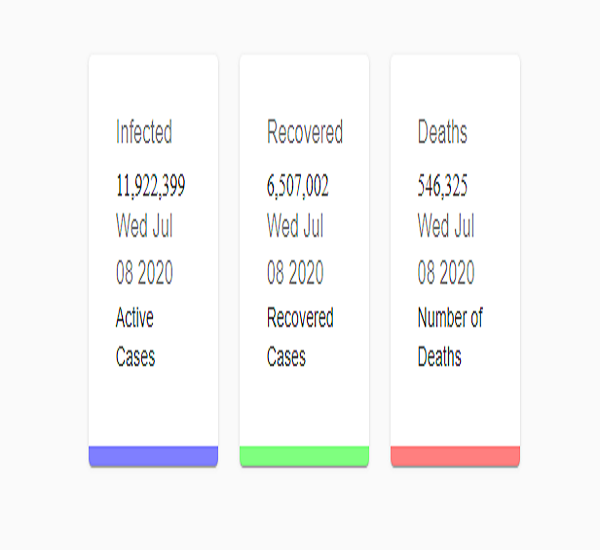 Infected
11,922,399
Wed Jul
08 2020
Active
Cases
Recovered
6,507,002
Wed Jul
08 2020
Recovered
Cases
Deaths
546,325
Wed Jul
08 2020
Number of
Deaths